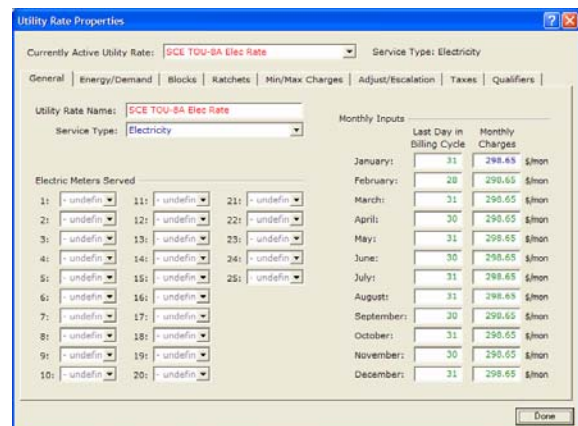 Utility Rate Properties
Currently Active Utility Rate: SCE TOU-8A Elec Rate Service Type: Electricity
General Energy/Demand Blocks Ratchets Min/Max Charges Adjust/Escalation Taxes Qualifiers
Utility Rate Name: SCE TOU-8A Elec Rate
Service Type: Electricity
Electric Meters Served
1: - undefin 11: - undefin 21: - undefin
2: - undefin 12: - undefin 22: - undefin
3: - undefin 13: - undefin 23: - undefin
4: - undefin 14: - undefin 24: - undefin
5: - undefin 15: - undefin 25: - undefin
6: - undefin 16: - undefin
7: - undefin 17: - undefin
8: - undefin 18: - undefin
9: - undefin 19: - undefin
10: - undefin 20: - undefin
Monthly Inputs
Last Day in Monthly
Billing Cycle Charges
January: 31 298.65 $/mon
February: 28 298.65 $/mon
March: 31 298.65 $/mon
April: 30 298.65 $/mon
May: 31 298.65 $/mon
June: 30 298.65 $/mon
July: 31 298.65 $/mon
August: 31 298.65 $/mon
September: 30 298.65 $/mon
October: 31 298.65 $/mon
November: 30 298.65 $/mon
December: 31 298.65 $/mon
Done